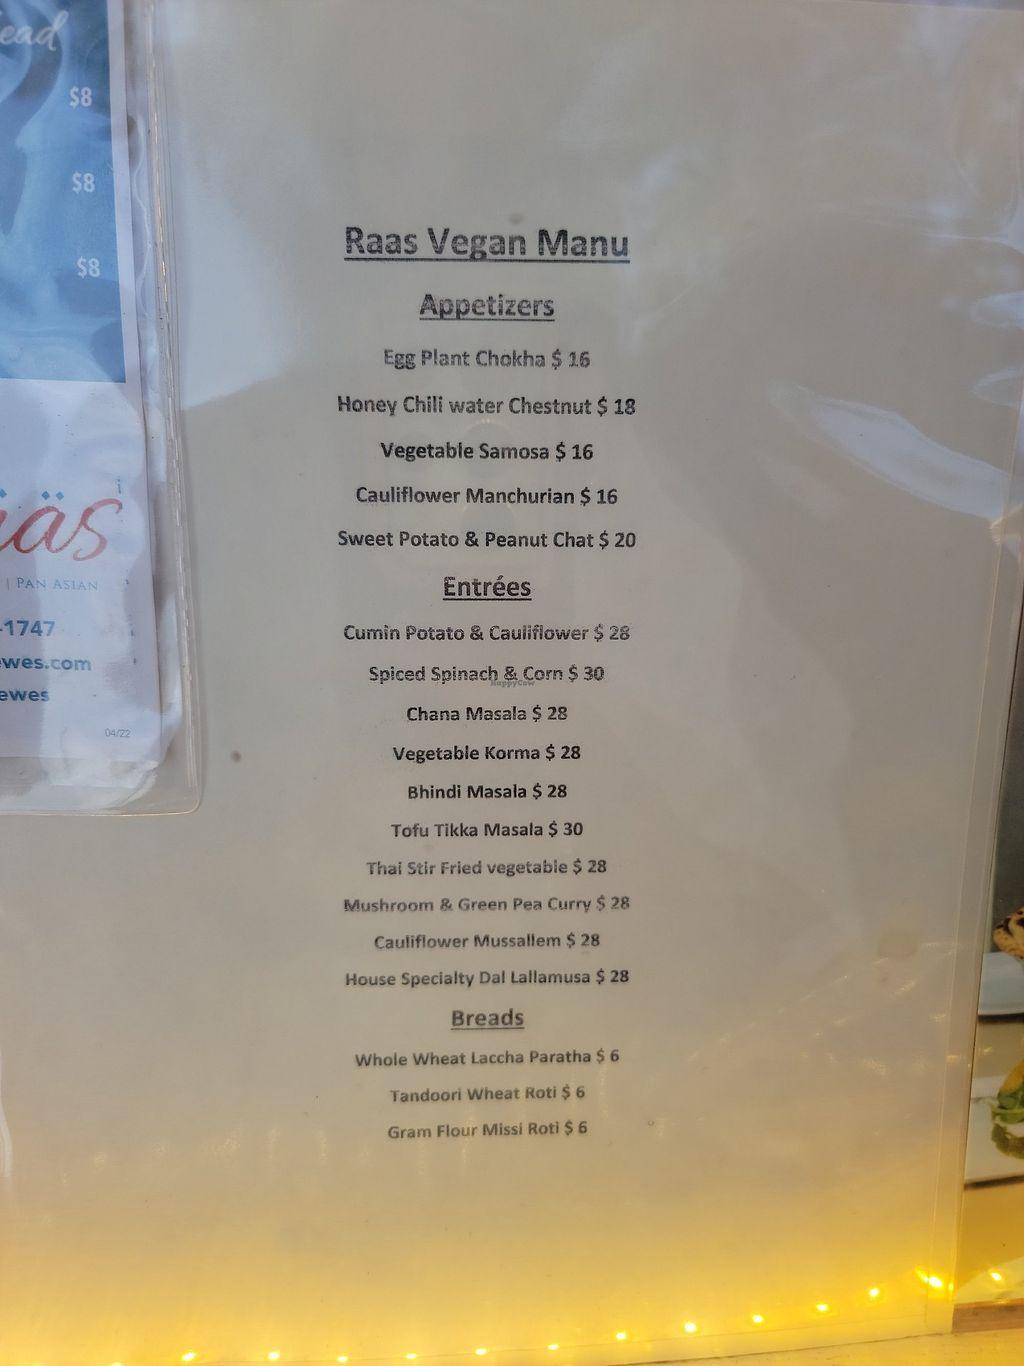 ead
$8
$8
$8
äs
| PAN ASIAN
-1747
ewes.com
ewes
04/22
Raas Vegan Manu
Appetizers
Egg Plant Chokha $ 16
Honey Chili water Chestnut $ 18
Vegetable Samosa $ 16
Cauliflower Manchurian $ 16
Sweet Potato & Peanut Chat $ 20
Entrées
Cumin Potato & Cauliflower $ 28
Spiced Spinach & Corn $ 30
HappyCow
Chana Masala $ 28
Vegetable Korma $ 28
Bhindi Masala $ 28
Tofu Tikka Masala $ 30
Thai Stir Fried vegetable $ 28
Mushroom & Green Pea Curry $ 28
Cauliflower Mussallem $ 28
House Specialty Dal Lallamusa $ 28
Breads
Whole Wheat Laccha Paratha $ 6
Tandoori Wheat Roti $ 6
Gram Flour Missi Roti $ 6